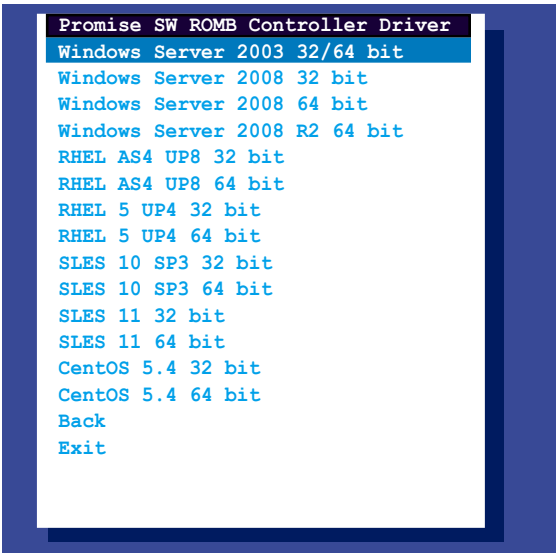 Promise SW ROMB Controller Driver
Windows Server 2003 32/64 bit
Windows Server 2008 32 bit
Windows Server 2008 64 bit
Windows Server 2008 R2 64 bit
RHEL AS4 UP8 32 bit
RHEL AS4 UP8 64 bit
RHEL 5 UP4 32 bit
RHEL 5 UP4 64 bit
SLES 10 SP3 32 bit
SLES 10 SP3 64 bit
SLES 11 32 bit
SLES 11 64 bit
CentOS 5.4 32 bit
CentOS 5.4 64 bit
Back
Exit